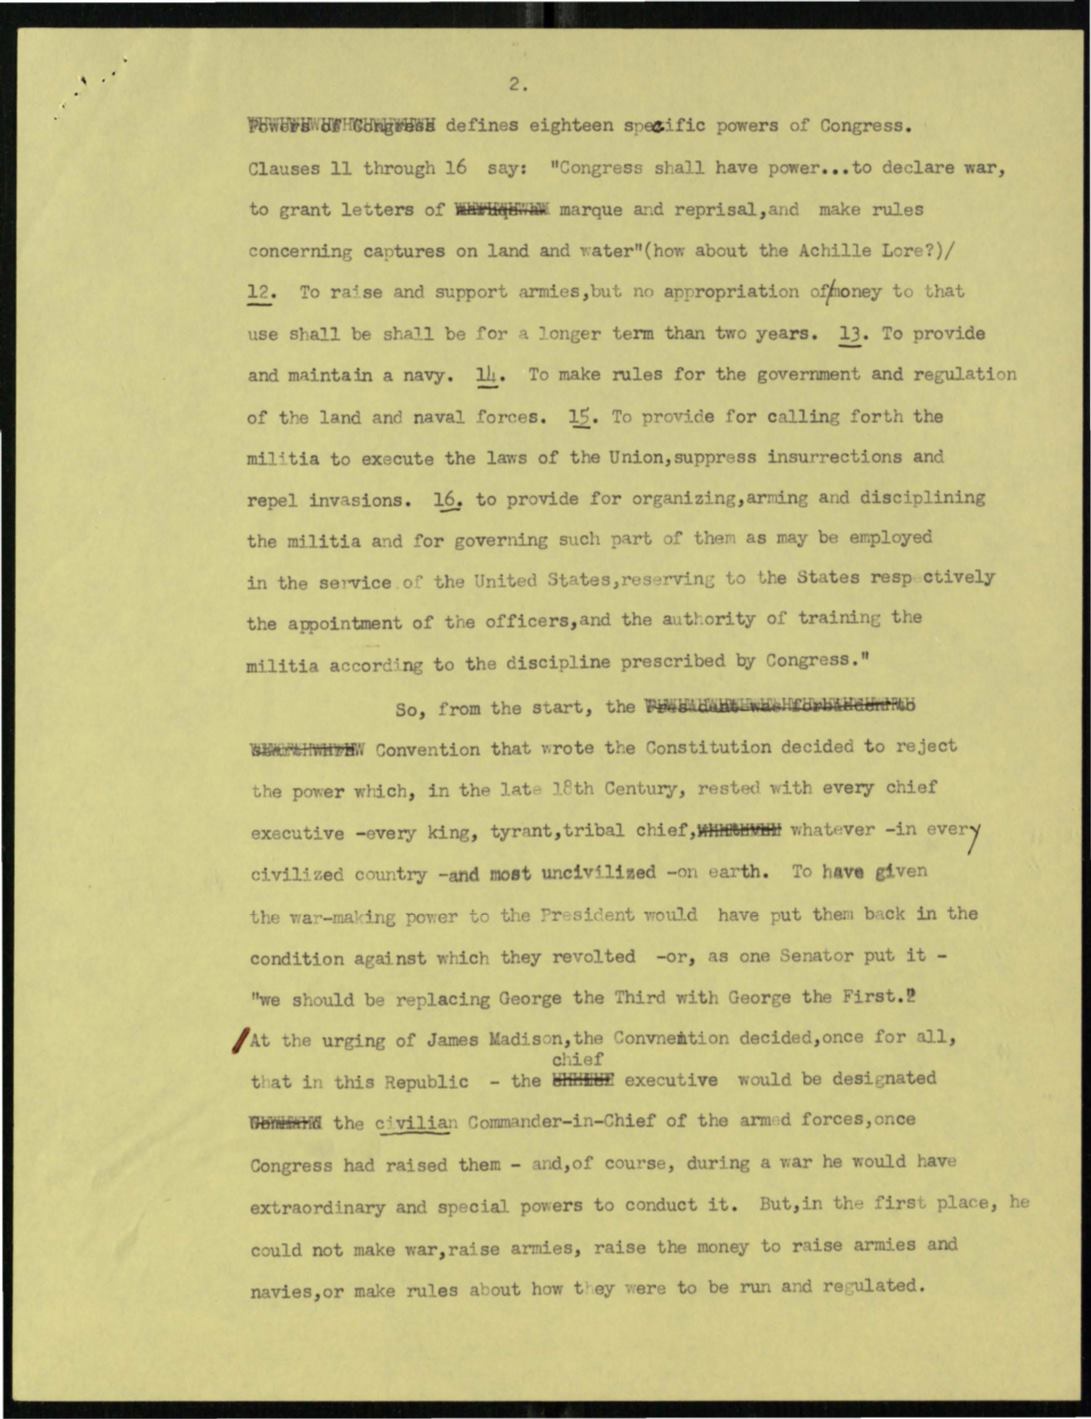 2.
Powers of Congress defines eighteen specific powers of Congress.
Clauses 11 through 16 say: "Congress shall have power...to declare war,
to grant letters of marque and reprisal,and make rules
concerning captures on land and water"(how about the Achille Lore?)/
12. To raise and support armies,but no appropriation of/money to that
use shall be shall be for a longer term than two years. 13. To provide
and maintain a navy. 14. To make rules for the government and regulation
of the land and naval forces. 15. To provide for calling forth the
militia to execute the laws of the Union,suppress insurrections and
repel invasions. 16. to provide for organizing,arming and disciplining
the militia and for governing such part of them as may be employed
in the service of the United States,reserving to the States resp ctively
the appointment of the officers,and the authority of training the
militia according to the discipline prescribed by Congress."
So, from the start, the President was forbidden to
Convention that wrote the Constitution decided to reject
the power which, in the late 18th Century, rested with every chief
executive -every king, tyrant,tribal chief, whatever -in every
civilized country -and most uncivilized -on earth. To have given
the war-making power to the President would have put them back in the
condition against which they revolted -or, as one Senator put it -
"we should be replacing George the Third with George the First."
At the urging of James Madison,the Convnention decided,once for all,
chief
that in this Republic - the executive would be designated
the civilian Commander-in-Chief of the armed forces,once
Congress had raised them - and,of course, during a war he would have
extraordinary and special powers to conduct it. But,in the first place, he
could not make war,raise armies, raise the money to raise armies and
navies,or make rules about how they were to be run and regulated.